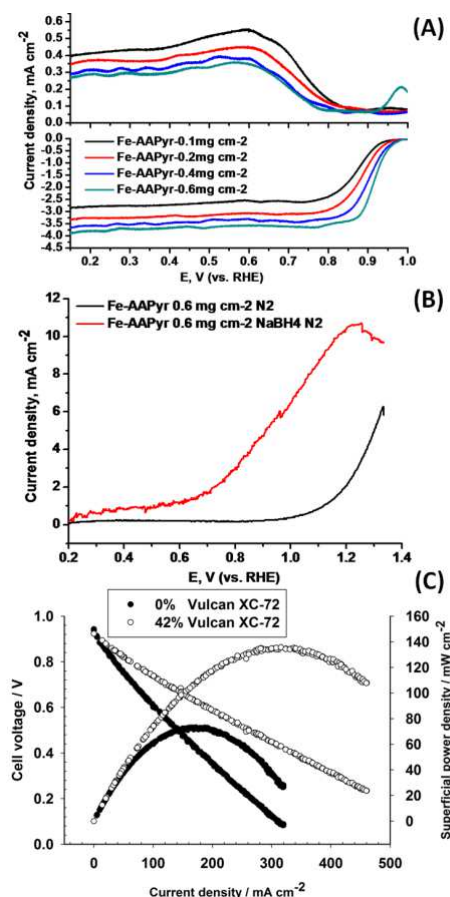 (A)
Current density, mA cm-2
0.6
0.5
0.4
0.3
0.2
0.1
0.0
Fe-AAPyr-0.1mg cm-2
Fe-AAPyr-0.2mg cm-2
Fe-AAPyr-0.4mg cm-2
Fe-AAPyr-0.6mg cm-2
0.0
-0.5
-1.0
-1.5
-2.0
-2.5
-3.0
-3.5
-4.0
-4.5
0.2 0.3 0.4 0.5 0.6 0.7 0.8 0.9 1.0
E, V (vs. RHE)
(B)
Fe-AAPyr 0.6 mg cm-2 N2
Fe-AAPyr 0.6 mg cm-2 NaBH4 N2
Current density, mA cm-2
12
10
8
6
4
2
0
0.2 0.4 0.6 0.8 1.0 1.2 1.4
E, V (vs. RHE)
(C)
0% Vulcan XC-72
42% Vulcan XC-72
Cell voltage / V
1.0
0.8
0.6
0.4
0.2
0.0
160
140
120
100
80
60
40
20
0
Superficial power density / mW cm-2
0 100 200 300 400 500
Current density / mA cm-2